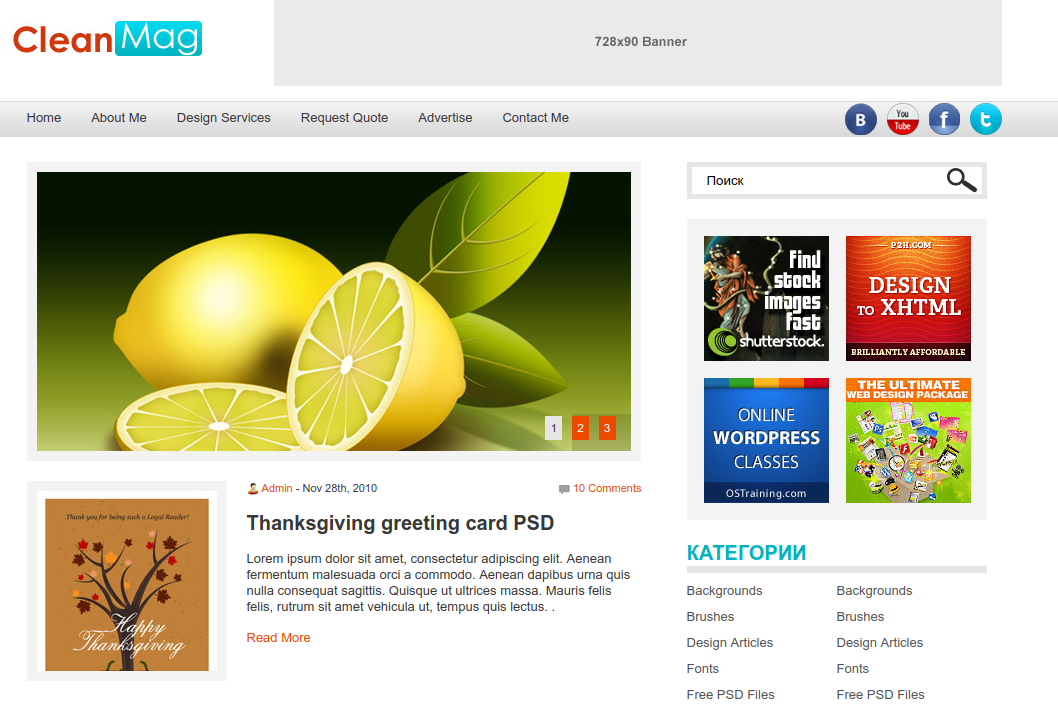 CleanMag
728x90 Banner
Home About Me Design Services Request Quote Advertise Contact Me
B You Tube f t
Поиск
1 2 3
Find
stock
images
fast
shutterstock.
P2H.COM
DESIGN
TO XHTML
BRILLIANTLY AFFORDABLE
ONLINE
WORDPRESS
CLASSES
OSTraining.com
THE ULTIMATE
WEB DESIGN PACKAGE
Thank you for being such a Loyal Reader!
Happy
Thanksgiving
Admin - Nov 28th, 2010 10 Comments
Thanksgiving greeting card PSD
Lorem ipsum dolor sit amet, consectetur adipiscing elit. Aenean
fermentum malesuada orci a commodo. Aenean dapibus urna quis
nulla consequat sagittis. Quisque ut ultrices massa. Mauris felis
felis, rutrum sit amet vehicula ut, tempus quis lectus. .
Read More
КАТЕГОРИИ
Backgrounds Backgrounds
Brushes Brushes
Design Articles Design Articles
Fonts Fonts
Free PSD Files Free PSD Files